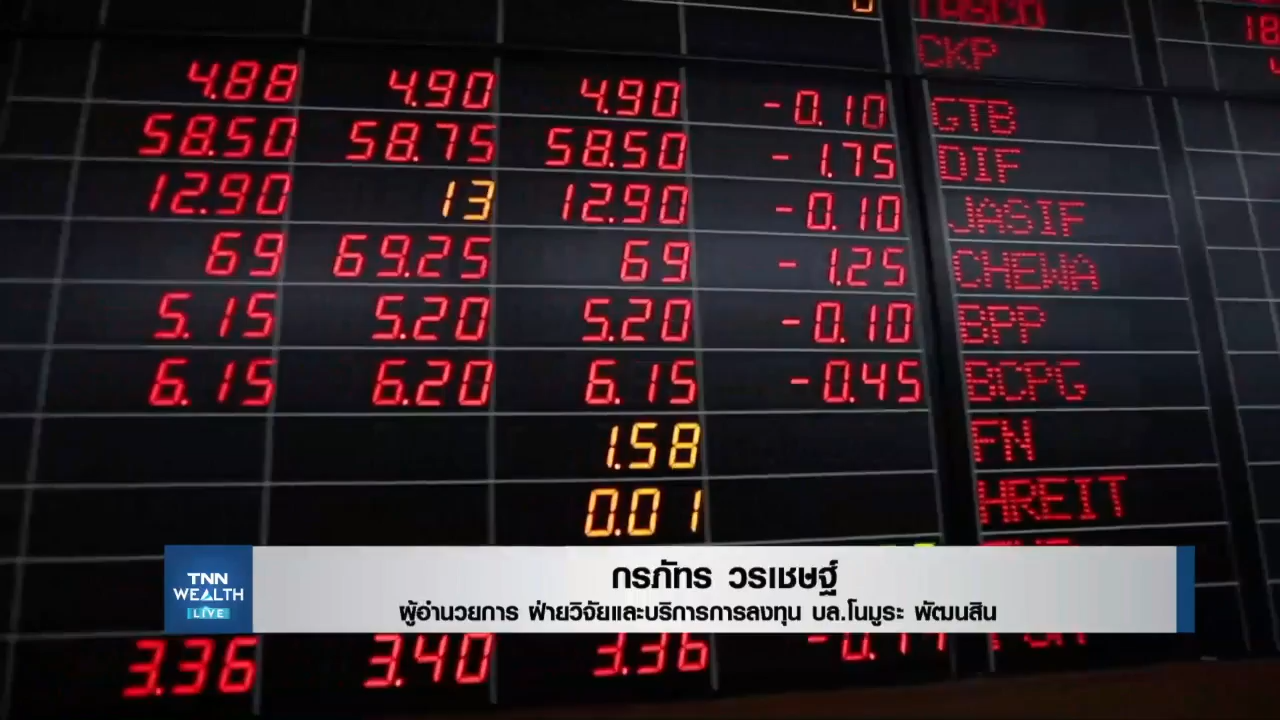 CKP
4.88 4.90 4.90 -0.10 GTB
58.50 58.75 58.50 -1.75 DIF
12.90 13 12.90 -0.10 JASIF
69 69.25 69 -1.25 CHEWA
5.15 5.20 5.20 -0.10 BPP
6.15 6.20 6.15 -0.45 BCPG
1.58 FN
0.01 HREIT
TNN
WEALTH
LIVE
กรภัทร วรเชษฐ์
ผู้อำนวยการ ฝ่ายวิจัยและบริการการลงทุน บล.โนมูระ พัฒนสิน
3.36 3.40 3.36